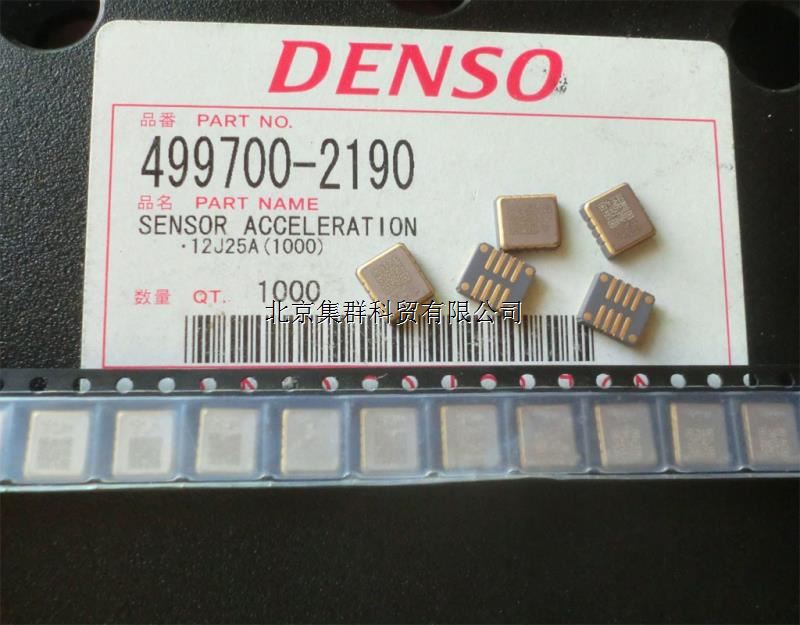 DENSO
品番 PART NO.
499700-2190
品名 PART NAME
SENSOR ACCELERATION
・12J25A(1000)
数量 QT. 1000
北京集群科贸有限公司